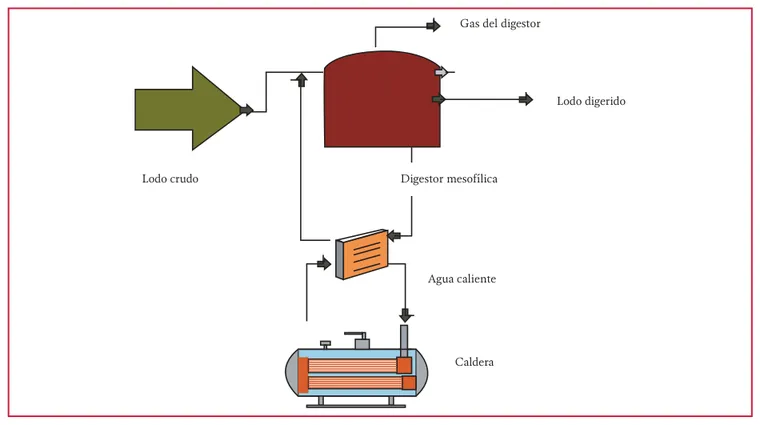 Gas del digestor
Lodo digerido
Lodo crudo
Digestor mesofílica
Agua caliente
Caldera